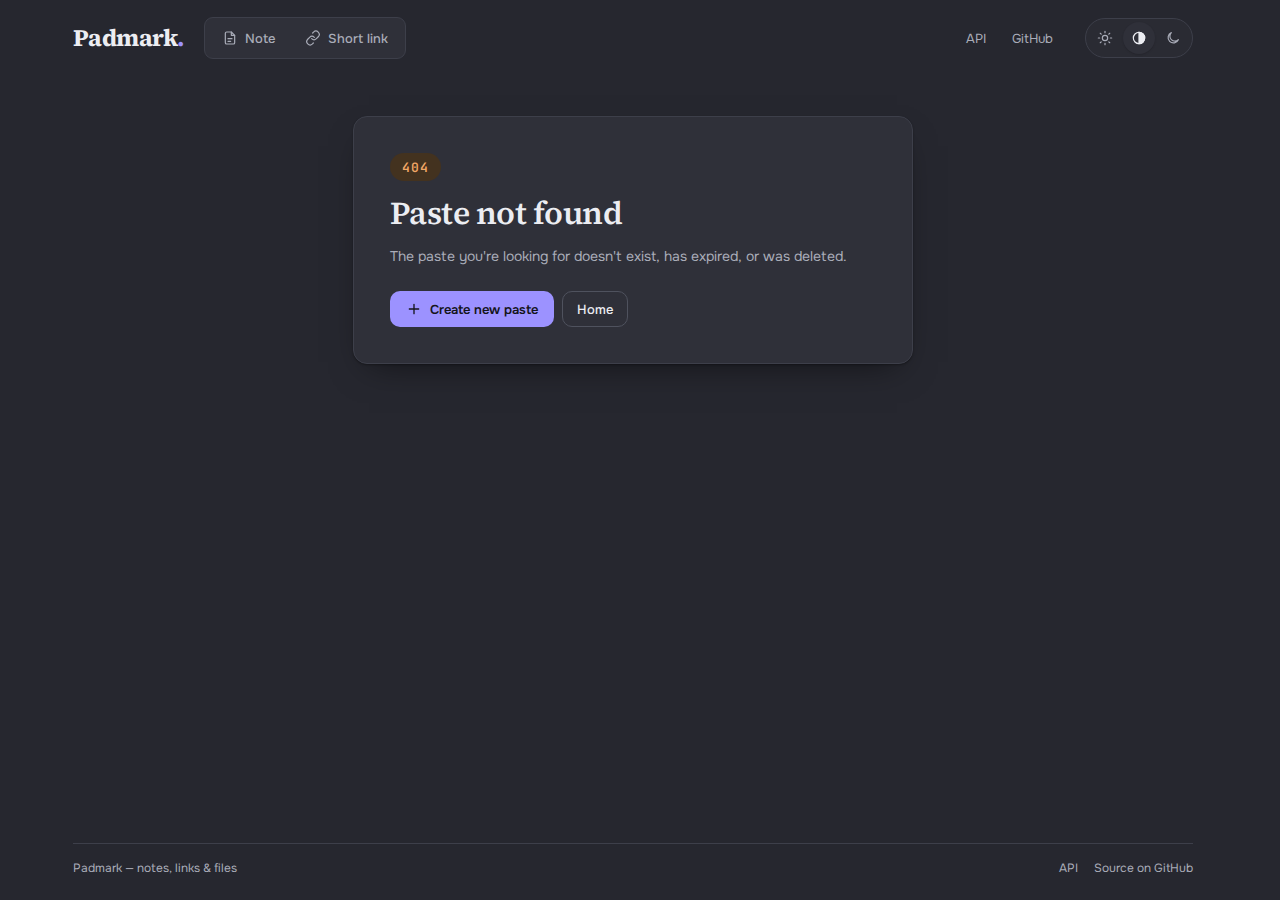 Padmark.
Note
Short link
API
GitHub
404
Paste not found
The paste you're looking for doesn't exist, has expired, or was deleted.
Create new paste
Home
Padmark — notes, links & files
API
Source on GitHub